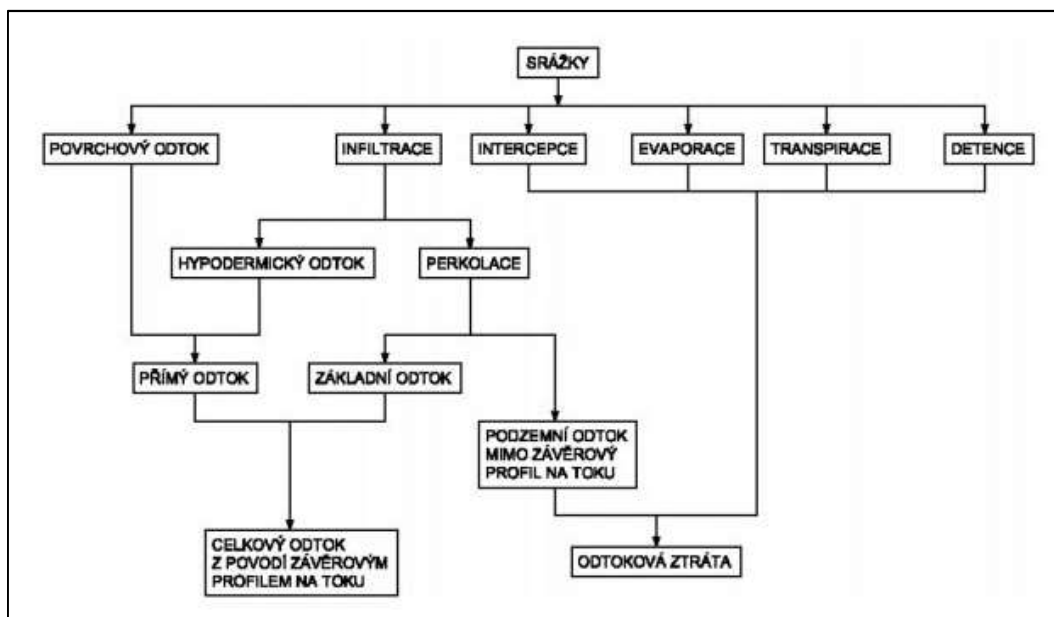 SRÁŽKY
POVRCHOVÝ ODTOK
INFILTRACE
INTERCEPCE
EVAPORACE
TRANSPIRACE
DETENCE
HYPODERMICKÝ ODTOK
PERKOLACE
PŘÍMÝ ODTOK
ZÁKLADNÍ ODTOK
PODZEMNÍ ODTOK
MIMO ZÁVĚROVÝ
PROFIL NA TOKU
CELKOVÝ ODTOK
Z POVODÍ ZÁVĚROVÝM
PROFILEM NA TOKU
ODTOKOVÁ ZTRÁTA